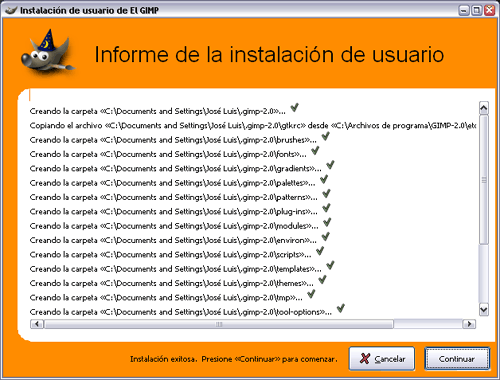 Instalación de usuario de El GIMP
Informe de la instalación de usuario
Creando la carpeta «C:\Documents and Settings\José Luis\.gimp-2.0»...
Copiando el archivo «C:\Documents and Settings\José Luis\.gimp-2.0\gtkrc» desde «C:\Archivos de programa\GIMP-2.0\etc
Creando la carpeta «C:\Documents and Settings\José Luis\.gimp-2.0\brushes»...
Creando la carpeta «C:\Documents and Settings\José Luis\.gimp-2.0\fonts»...
Creando la carpeta «C:\Documents and Settings\José Luis\.gimp-2.0\gradients»...
Creando la carpeta «C:\Documents and Settings\José Luis\.gimp-2.0\palettes»...
Creando la carpeta «C:\Documents and Settings\José Luis\.gimp-2.0\patterns»...
Creando la carpeta «C:\Documents and Settings\José Luis\.gimp-2.0\plug-ins»...
Creando la carpeta «C:\Documents and Settings\José Luis\.gimp-2.0\modules»...
Creando la carpeta «C:\Documents and Settings\José Luis\.gimp-2.0\environ»...
Creando la carpeta «C:\Documents and Settings\José Luis\.gimp-2.0\scripts»...
Creando la carpeta «C:\Documents and Settings\José Luis\.gimp-2.0\templates»...
Creando la carpeta «C:\Documents and Settings\José Luis\.gimp-2.0\themes»...
Creando la carpeta «C:\Documents and Settings\José Luis\.gimp-2.0\tmp»...
Creando la carpeta «C:\Documents and Settings\José Luis\.gimp-2.0\tool-options»...
Instalación exitosa. Presione «Continuar» para comenzar.
Cancelar
Continuar